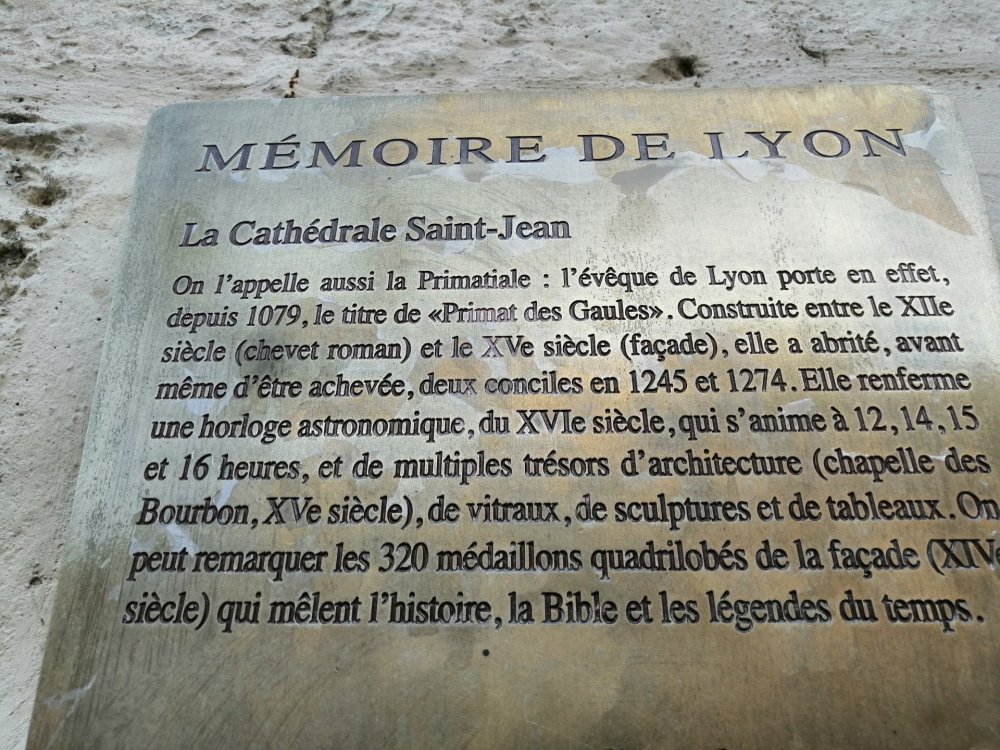 MÉMOIRE DE LYON
La Cathédrale Saint-Jean
On l'appelle aussi la Primatiale : l'évêque de Lyon porte en effet,
depuis 1079, le titre de «Primat des Gaules». Construite entre le XIIe
siècle (chevet roman) et le XVe siècle (façade), elle a abrité, avant
même d'être achevée, deux conciles en 1245 et 1274. Elle renferme
une horloge astronomique, du XVIe siècle, qui s'anime à 12, 14, 15
et 16 heures, et de multiples trésors d'architecture (chapelle des
Bourbon, XVe siècle), de vitraux, de sculptures et de tableaux. On
peut remarquer les 320 médaillons quadrilobés de la façade (XIVe
siècle) qui mêlent l'histoire, la Bible et les légendes du temps.